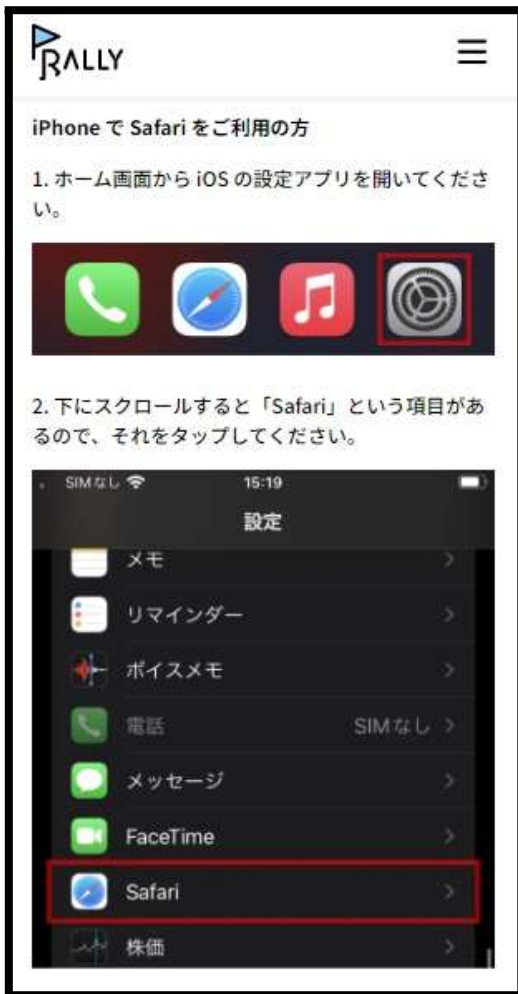 RALLY
iPhone で Safari をご利用の方
1. ホーム画面から iOS の設定アプリを開いてくださ
い。
2. 下にスクロールすると「Safari」という項目があ
るので、それをタップしてください。
SIMなし 15:19
設定
メモ
リマインダー
ボイスメモ
電話 SIMなし
メッセージ
FaceTime
Safari
株価